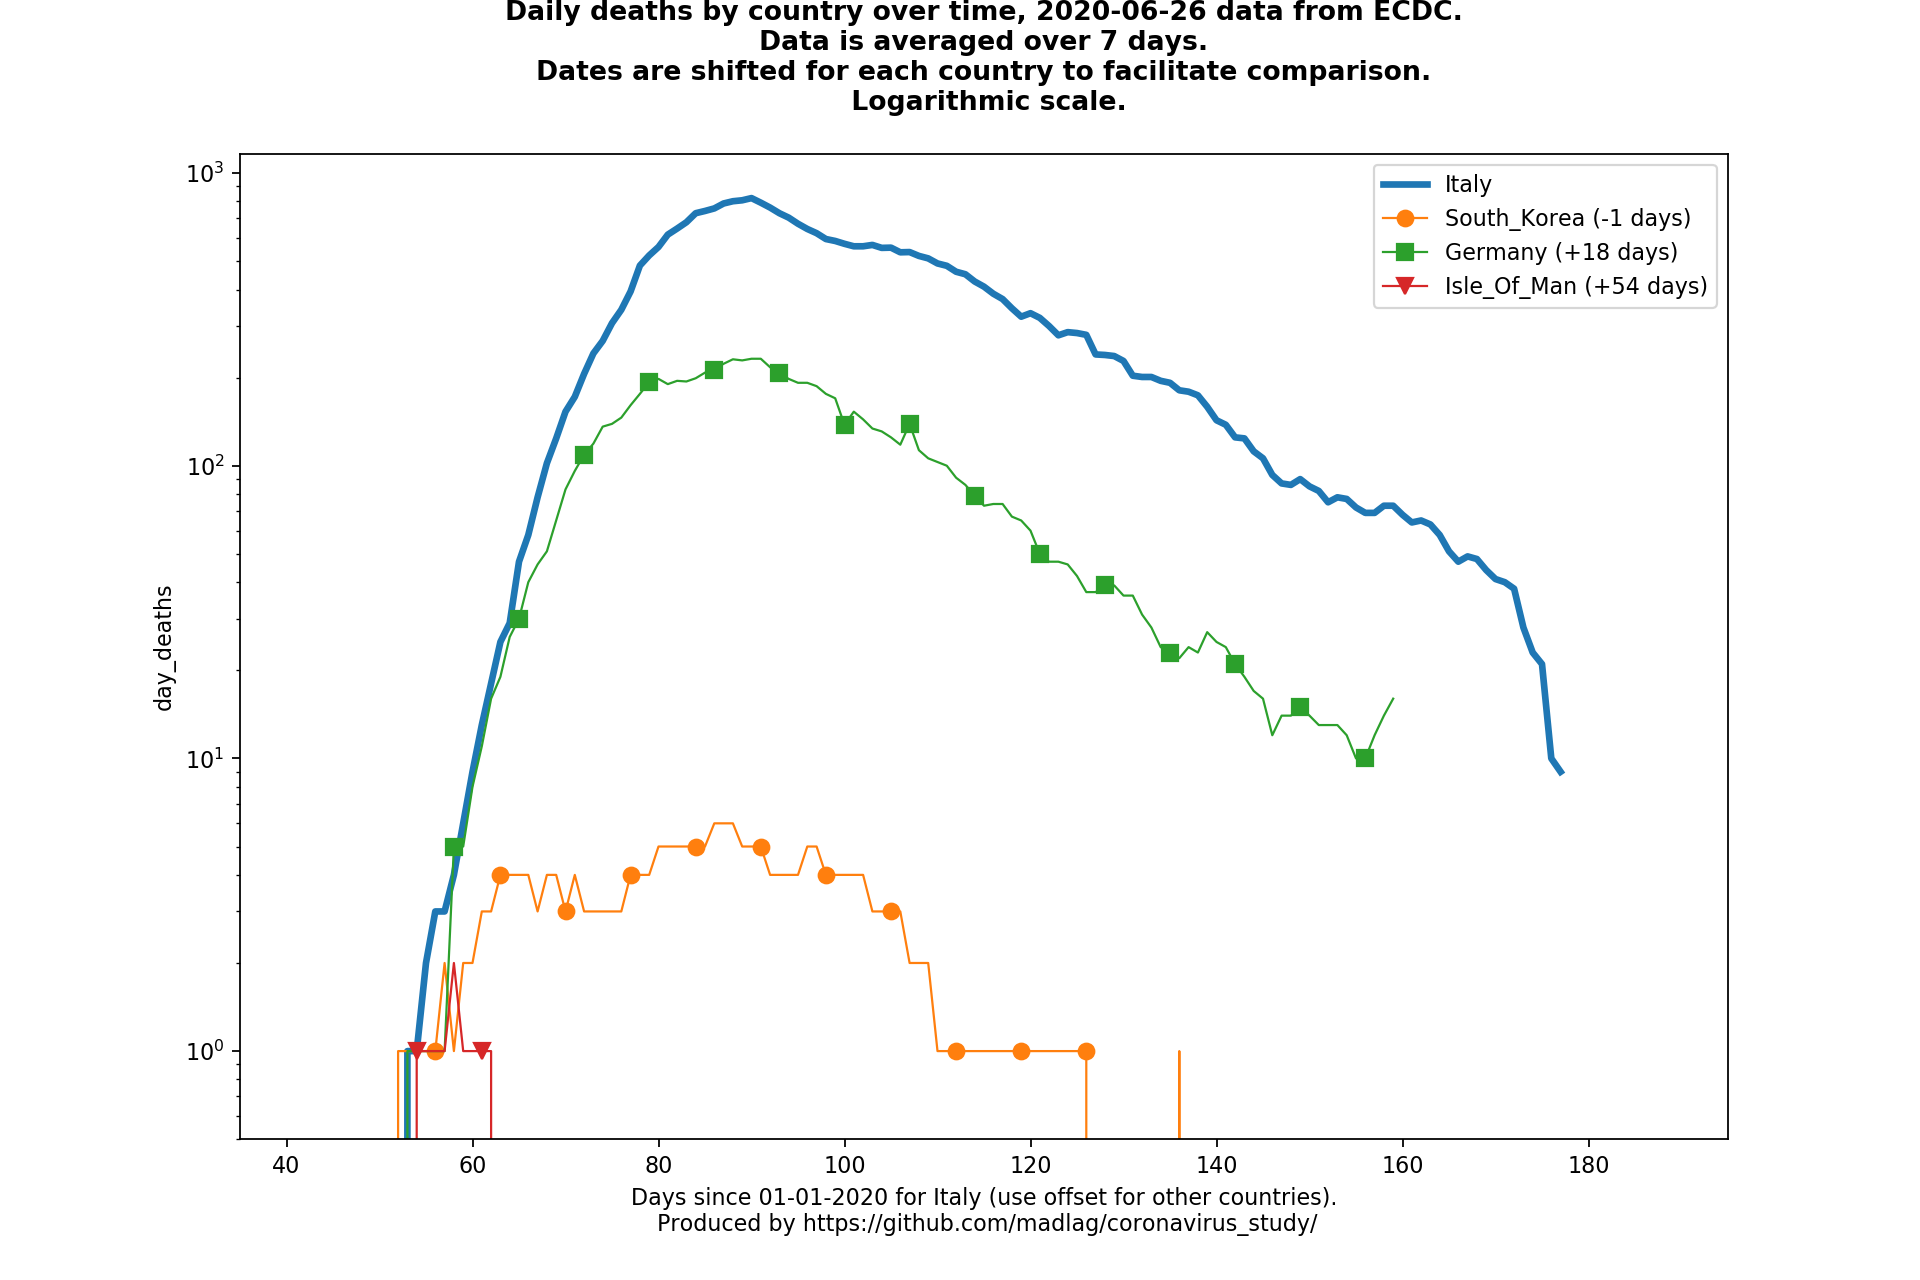 Daily deaths by country over time, 2020-06-26 data from ECDC.
Data is averaged over 7 days.
Dates are shifted for each country to facilitate comparison.
Logarithmic scale.
10³
Italy
South_Korea (-1 days)
Germany (+18 days)
Isle_Of_Man (+54 days)
10²
day_deaths
10¹
10⁰
40 60 80 100 120 140 160 180
Days since 01-01-2020 for Italy (use offset for other countries).
Produced by https://github.com/madlag/coronavirus_study/